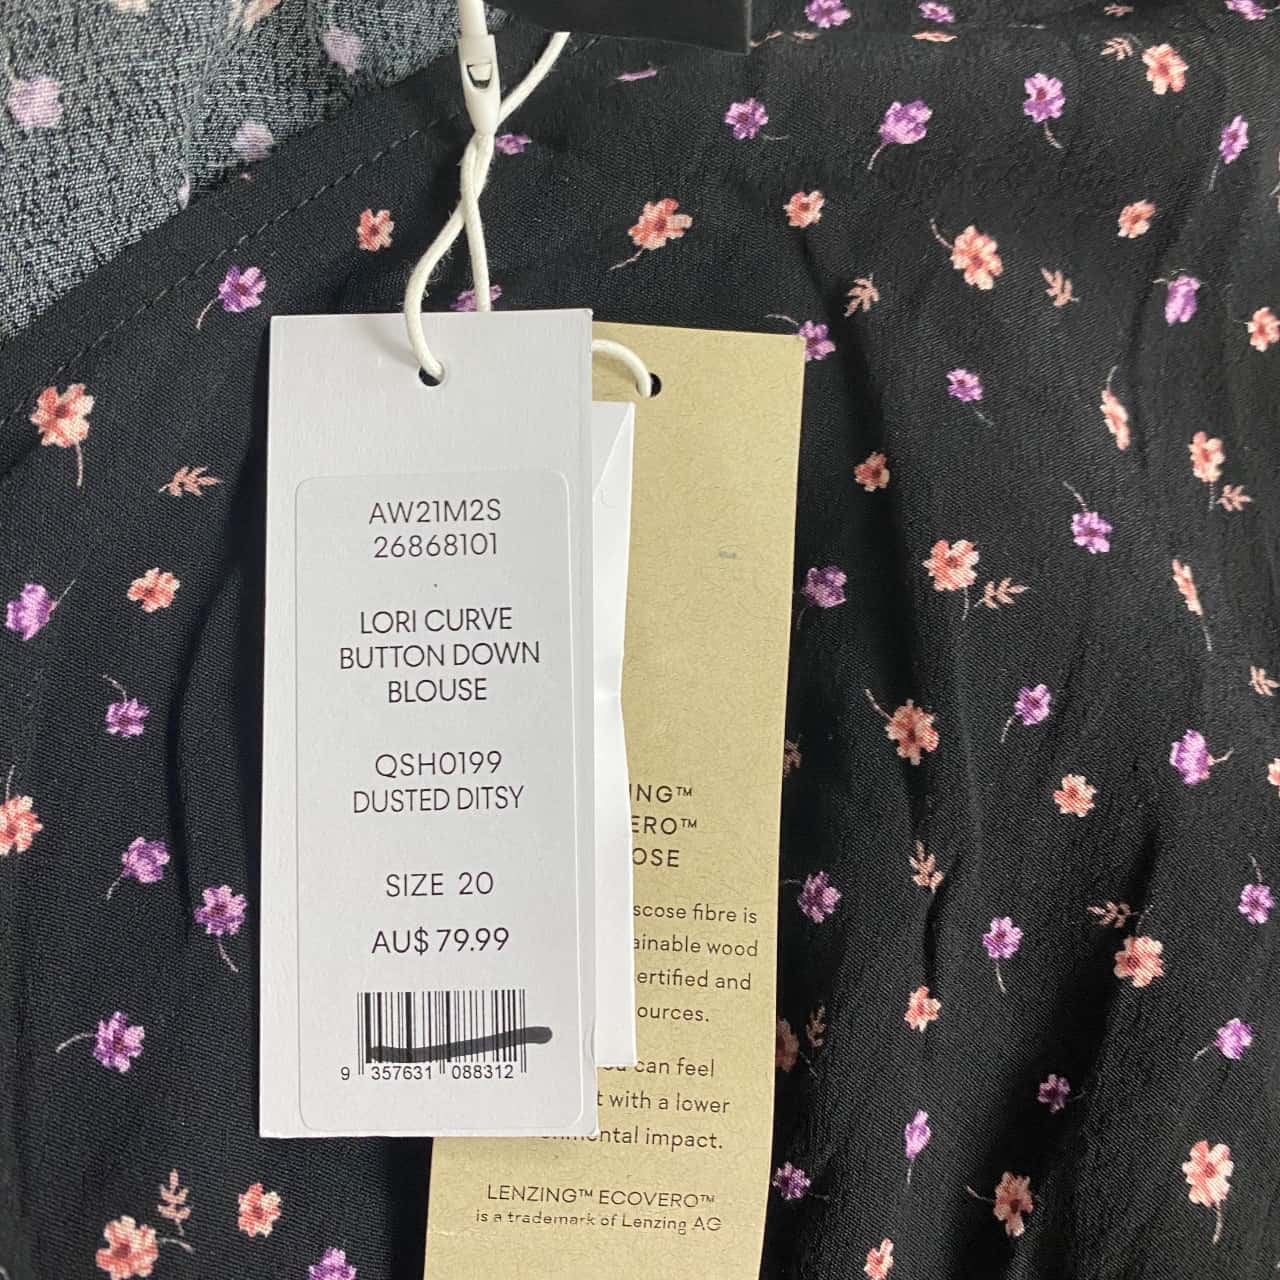 AW21M2S
26868101
LORI CURVE
BUTTON DOWN
BLOUSE
QSH0199
DUSTED DITSY
SIZE 20
AU$ 79.99
9 357631 088312
ING™
ERO™
OSE
scose fibre is
ainable wood
ertified and
ources.
can feel
t with a lower
ental impact.
LENZING™ ECOVERO™
is a trademark of Lenzing AG